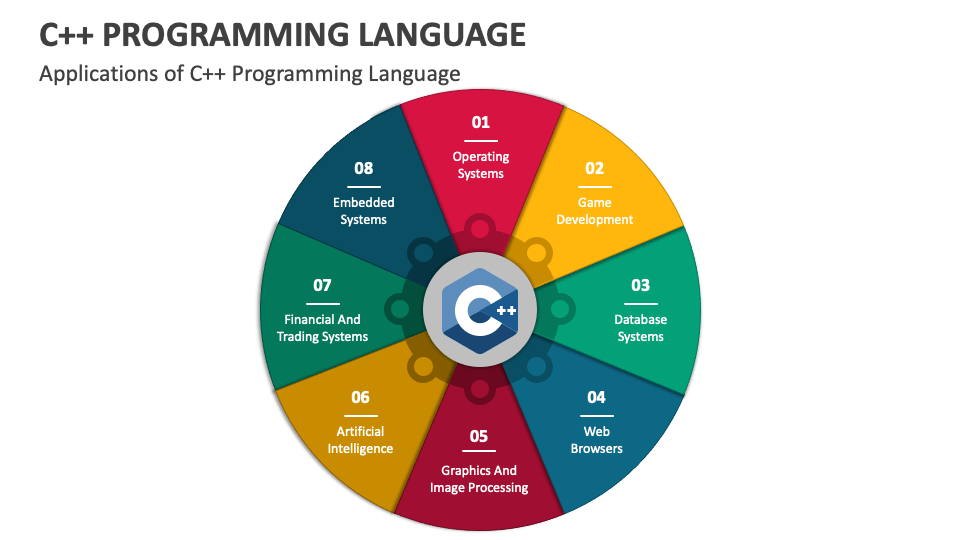 C++ PROGRAMMING LANGUAGE
Applications of C++ Programming Language
01
Operating
Systems
02
Game
Development
03
Database
Systems
04
Web
Browsers
05
Graphics And
Image Processing
06
Artificial
Intelligence
07
Financial And
Trading Systems
08
Embedded
Systems
C++